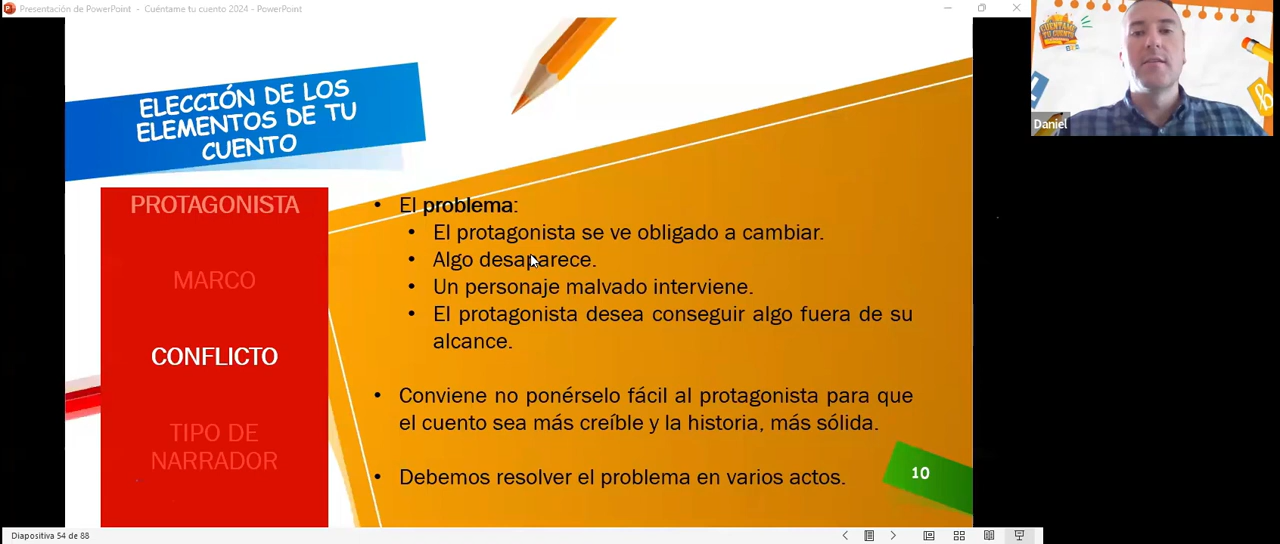 Presentación de PowerPoint - Cuéntame tu cuento 2024 - PowerPoint
ELECCIÓN DE LOS
ELEMENTOS DE TU
CUENTO
PROTAGONISTA
MARCO
CONFLICTO
TIPO DE
NARRADOR
• El problema:
• El protagonista se ve obligado a cambiar.
• Algo desaparece.
• Un personaje malvado interviene.
• El protagonista desea conseguir algo fuera de su
alcance.
• Conviene no ponérselo fácil al protagonista para que
el cuento sea más creíble y la historia, más sólida.
• Debemos resolver el problema en varios actos.
10
CUÉNTAME
TU CUENTO
Daniel
Diapositiva 54 de 88